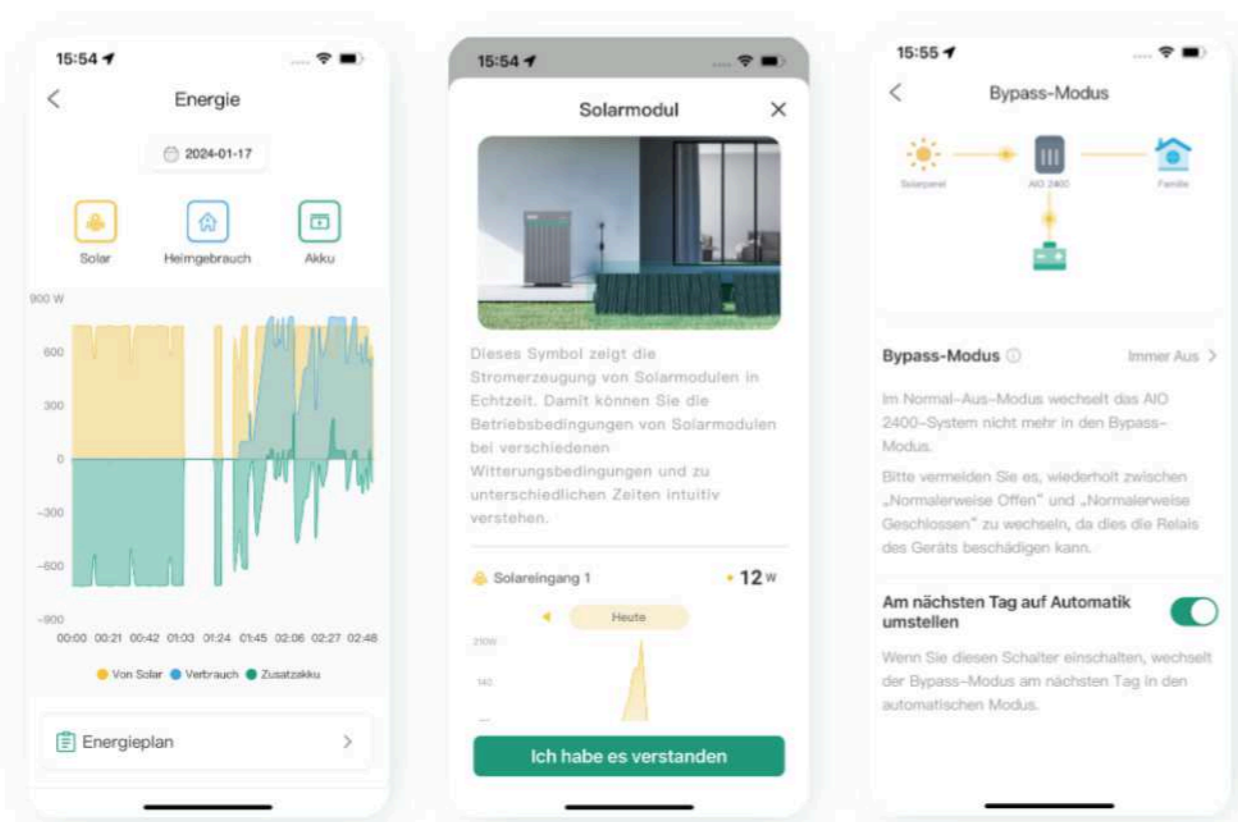 15:54
Energie
2024-01-17
Solar
Heimgebrauch
Akku
900 W
600
300
0
-300
-600
-900
00:00 00:21 00:42 01:03 01:24 01:45 02:06 02:27 02:48
Von Solar Verbrauch Zusatzakku
Energieplan
15:54
Solarmodul
Dieses Symbol zeigt die
Stromerzeugung von Solarmodulen in
Echtzeit. Damit können Sie die
Betriebsbedingungen von Solarmodulen
bei verschiedenen
Witterungsbedingungen und zu
unterschiedlichen Zeiten intuitiv
verstehen.
Solareingang 1
12 W
Heute
210W
140
Ich habe es verstanden
15:55
Bypass-Modus
Solarpanel
AIO 2400
Familie
Bypass-Modus
Immer Aus
Im Normal-Aus-Modus wechselt das AIO
2400-System nicht mehr in den Bypass-
Modus.
Bitte vermeiden Sie es, wiederholt zwischen
„Normalerweise Offen" und „Normalerweise
Geschlossen" zu wechseln, da dies die Relais
des Geräts beschädigen kann.
Am nächsten Tag auf Automatik
umstellen
Wenn Sie diesen Schalter einschalten, wechselt
der Bypass-Modus am nächsten Tag in den
automatischen Modus.